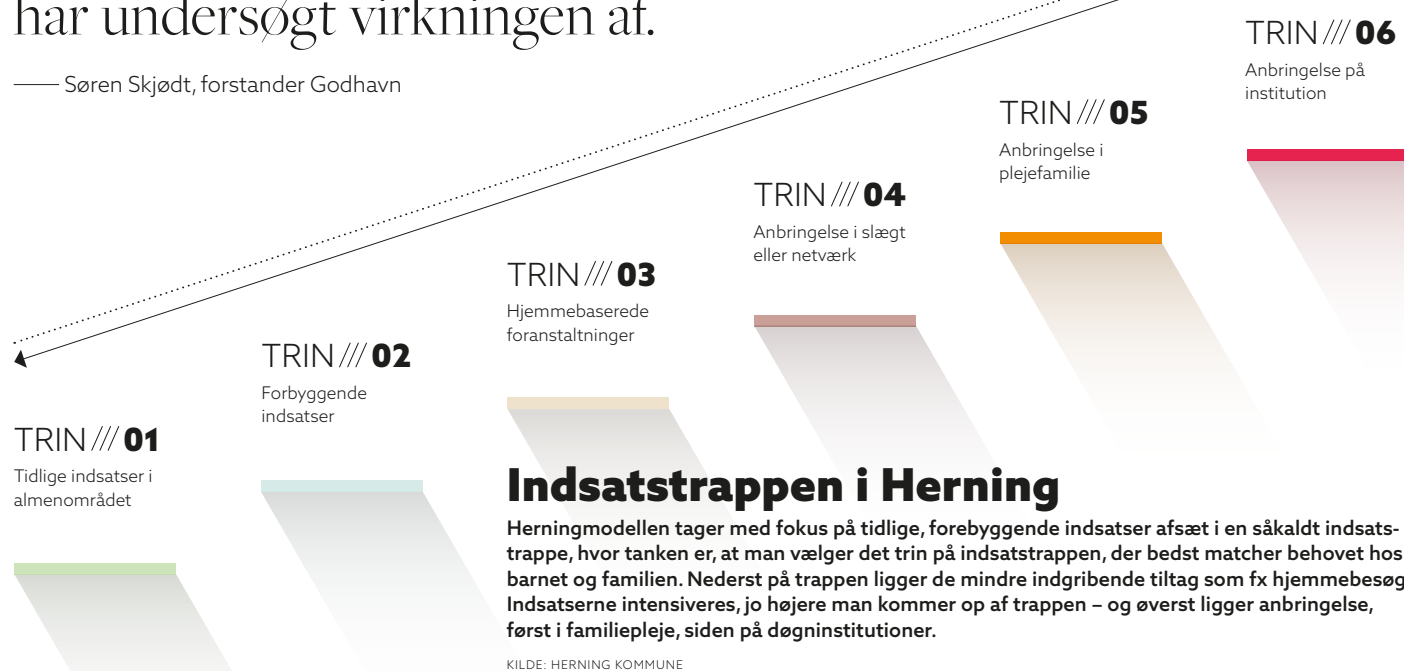 har undersøgt virkningen af.
—— Søren Skjødt, forstander Godhavn
TRIN /// 06
Anbringelse på
institution
TRIN /// 05
Anbringelse i
plejefamilie
TRIN /// 04
Anbringelse i slægt
eller netværk
TRIN /// 03
Hjemmebaserede
foranstaltninger
TRIN /// 02
Forbyggende
indsatser
TRIN /// 01
Tidlige indsatser i
almenområdet
Indsatstrappen i Herning
Herningmodellen tager med fokus på tidlige, forebyggende indsatser afsæt i en såkaldt indsats-
trappe, hvor tanken er, at man vælger det trin på indsatstrappen, der bedst matcher behovet hos
barnet og familien. Nederst på trappen ligger de mindre indgribende tiltag som fx hjemmebesøg
Indsatserne intensiveres, jo højere man kommer op af trappen – og øverst ligger anbringelse,
først i familiepleje, siden på døgninstitutioner.
KILDE: HERNING KOMMUNE